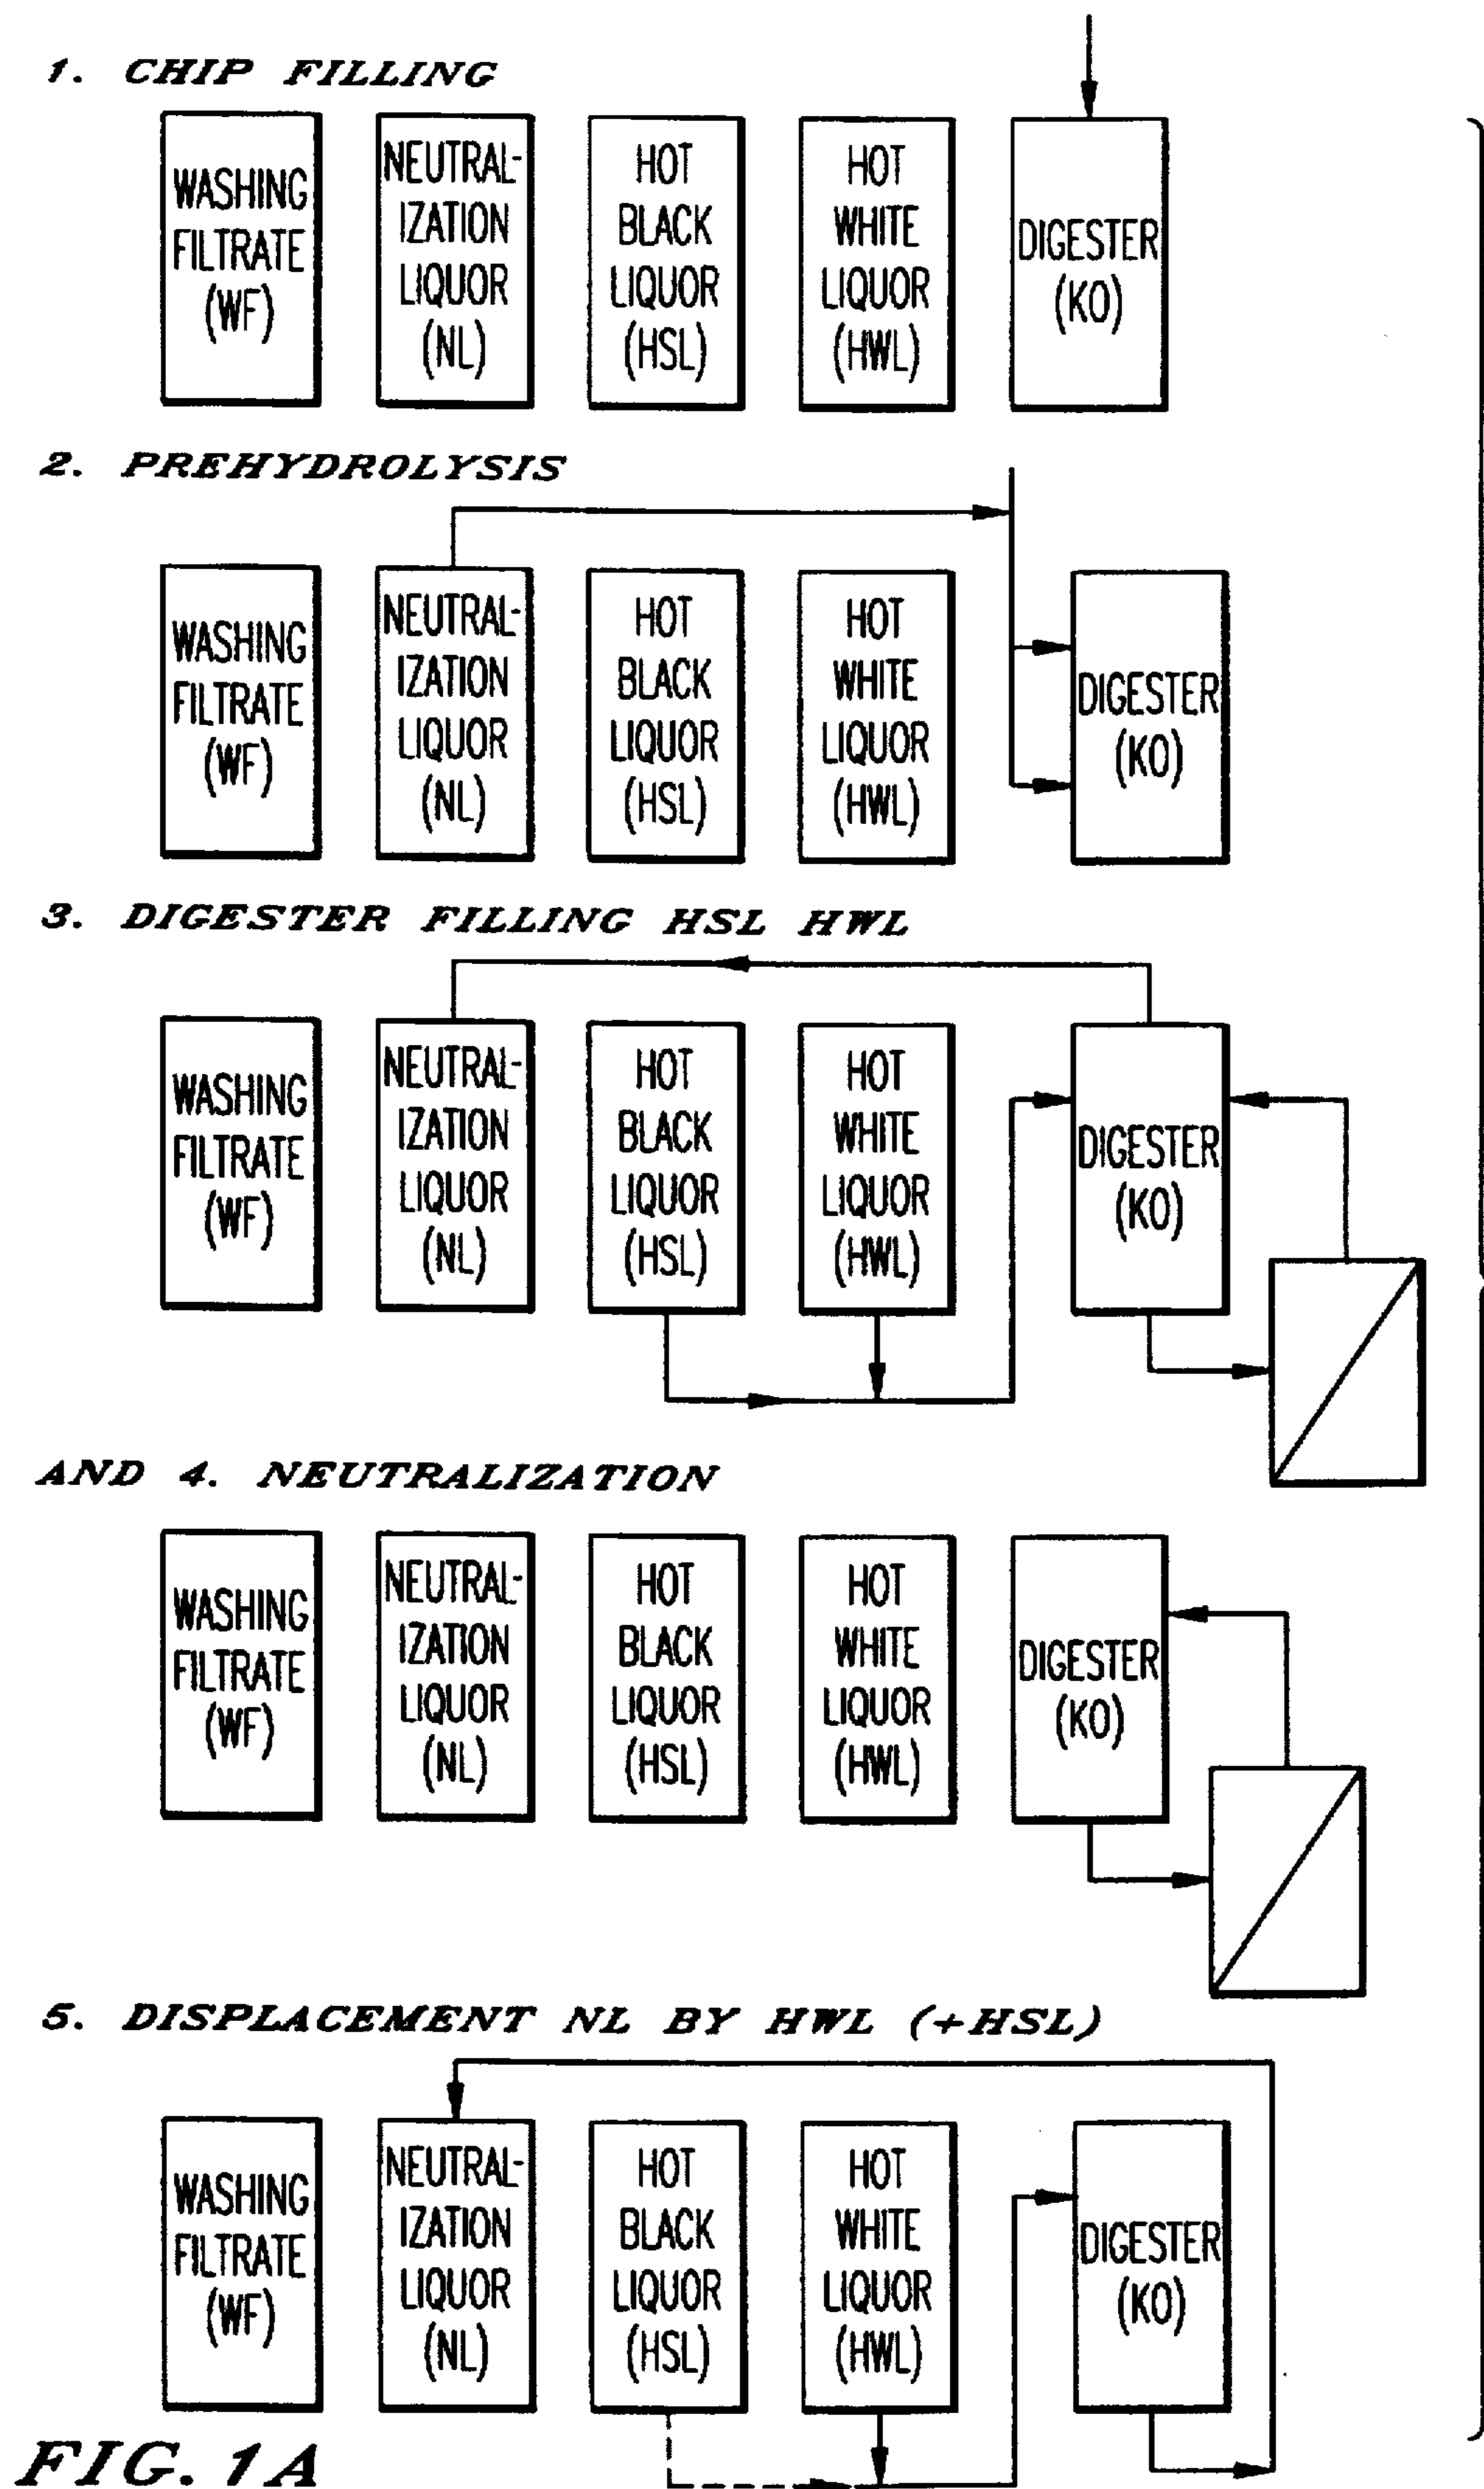 1. CHIP FILLING
WASHING
FILTRATE
(WF)
NEUTRAL-
IZATION
LIQUOR
(NL)
HOT
BLACK
LIQUOR
(HSL)
HOT
WHITE
LIQUOR
(HWL)
DIGESTER
(KO)
2. PREHYDROLYSIS
WASHING
FILTRATE
(WF)
NEUTRAL-
IZATION
LIQUOR
(NL)
HOT
BLACK
LIQUOR
(HSL)
HOT
WHITE
LIQUOR
(HWL)
DIGESTER
(KO)
3. DIGESTER FILLING HSL HWL
WASHING
FILTRATE
(WF)
NEUTRAL-
IZATION
LIQUOR
(NL)
HOT
BLACK
LIQUOR
(HSL)
HOT
WHITE
LIQUOR
(HWL)
DIGESTER
(KO)
AND 4. NEUTRALIZATION
WASHING
FILTRATE
(WF)
NEUTRAL-
IZATION
LIQUOR
(NL)
HOT
BLACK
LIQUOR
(HSL)
HOT
WHITE
LIQUOR
(HWL)
DIGESTER
(KO)
5. DISPLACEMENT NL BY HWL (+HSL)
WASHING
FILTRATE
(WF)
NEUTRAL-
IZATION
LIQUOR
(NL)
HOT
BLACK
LIQUOR
(HSL)
HOT
WHITE
LIQUOR
(HWL)
DIGESTER
(KO)
FIG. 1A